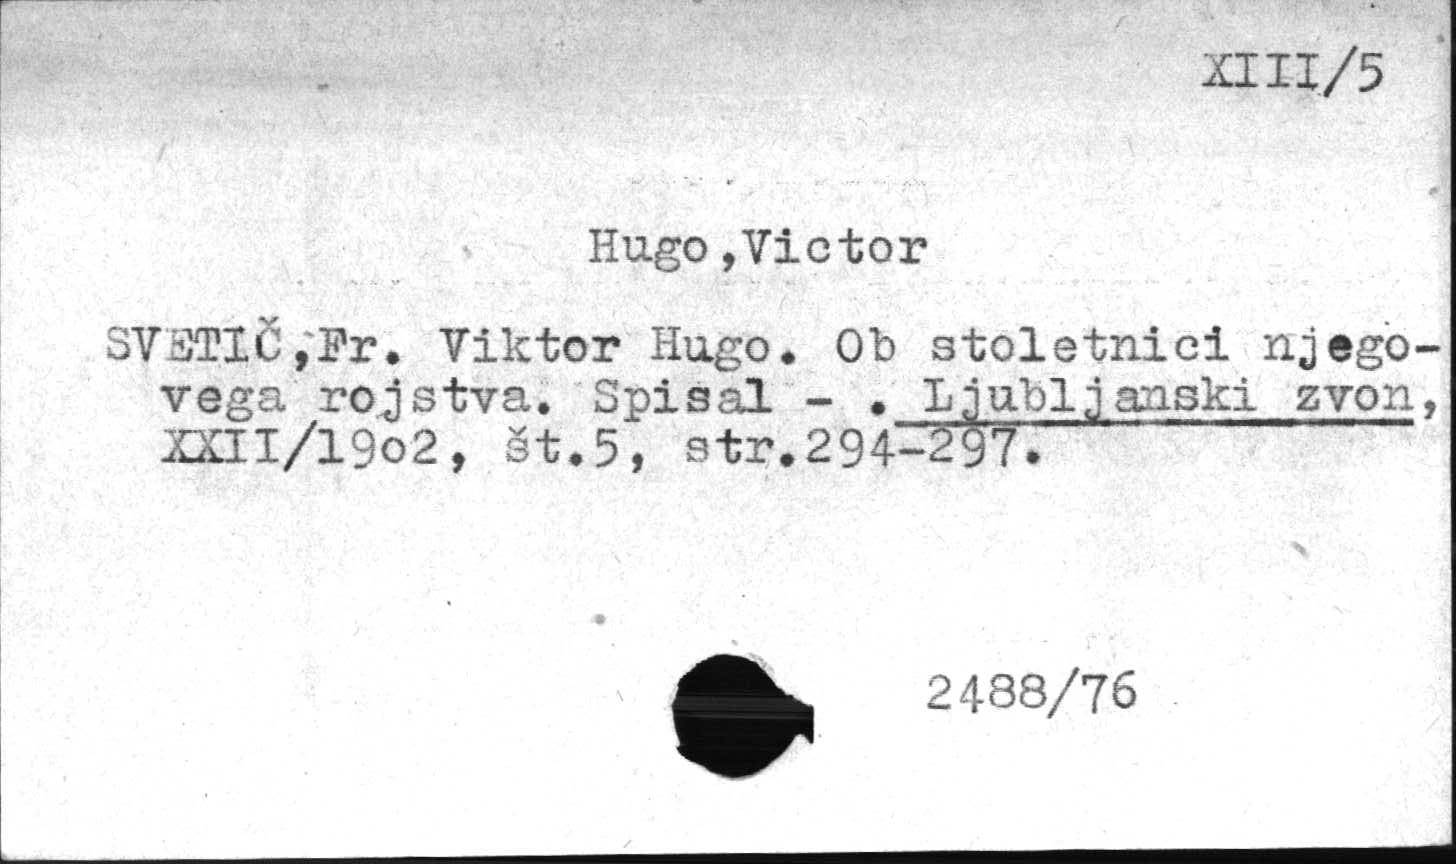 XIII/5
Hugo,Victor
SVETIČ,Fr. Viktor Hugo. Ob stoletnici njego-
vega rojstva. Spisal - . Ljubljanski zvon,
XXII/19o2, št.5, str.294-297.
2488/76